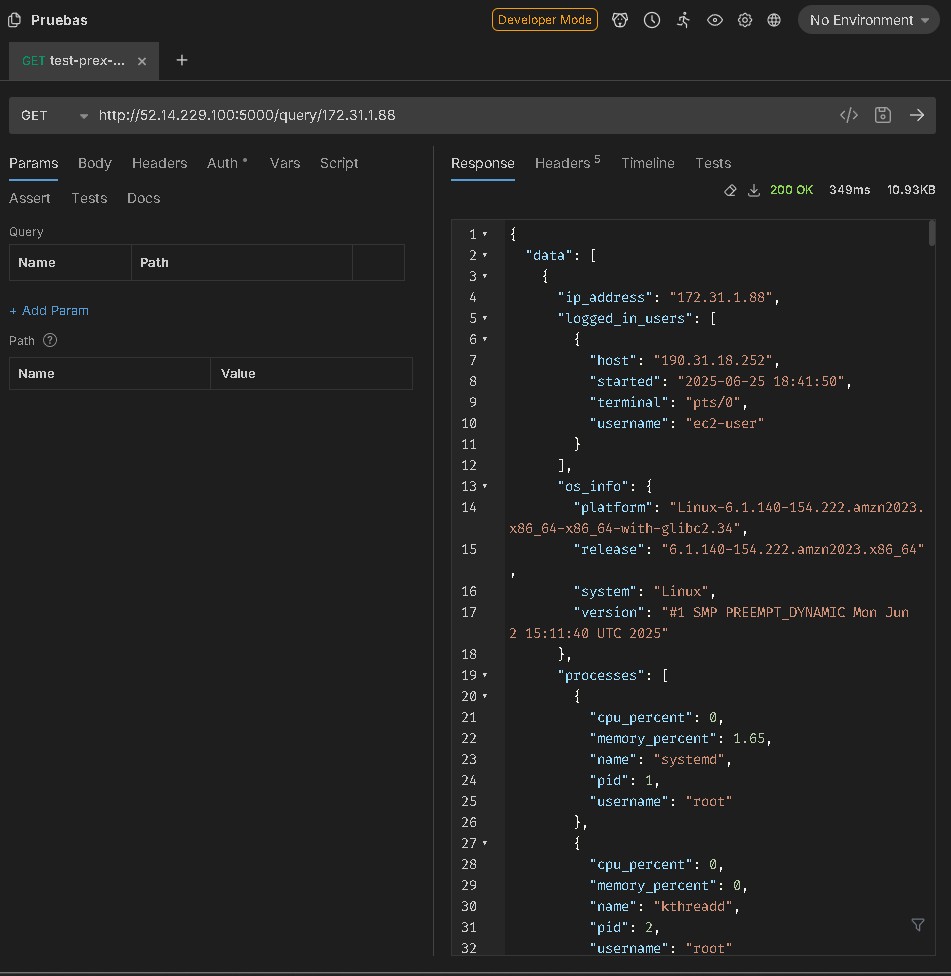 Pruebas
Developer Mode
No Environment
GET test-prex-...
GET
http://52.14.229.100:5000/query/172.31.1.88
Params Body Headers Auth * Vars Script
Assert Tests Docs
Query
Name Path
+ Add Param
Path ?
Name Value
Response Headers 5 Timeline Tests
200 OK 349ms 10.93KB
1 {
2 "data": [
3 {
4 "ip_address": "172.31.1.88",
5 "logged_in_users": [
6 {
7 "host": "190.31.18.252",
8 "started": "2025-06-25 18:41:50",
9 "terminal": "pts/0",
10 "username": "ec2-user"
11 }
12 ],
13 "os_info": {
14 "platform": "Linux-6.1.140-154.222.amzn2023.
x86_64-x86_64-with-glibc2.34",
15 "release": "6.1.140-154.222.amzn2023.x86_64"
,
16 "system": "Linux",
17 "version": "#1 SMP PREEMPT_DYNAMIC Mon Jun
2 15:11:40 UTC 2025"
18 },
19 "processes": [
20 {
21 "cpu_percent": 0,
22 "memory_percent": 1.65,
23 "name": "systemd",
24 "pid": 1,
25 "username": "root"
26 },
27 {
28 "cpu_percent": 0,
29 "memory_percent": 0,
30 "name": "kthreadd",
31 "pid": 2,
32 "username": "root"